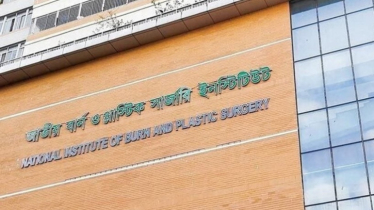 জাতীয় বার্ন ও প্লাস্টিক সার্জারি ইনস্টিটিউট
NATIONAL INSTITUTE OF BURN AND PLASTIC SURGERY